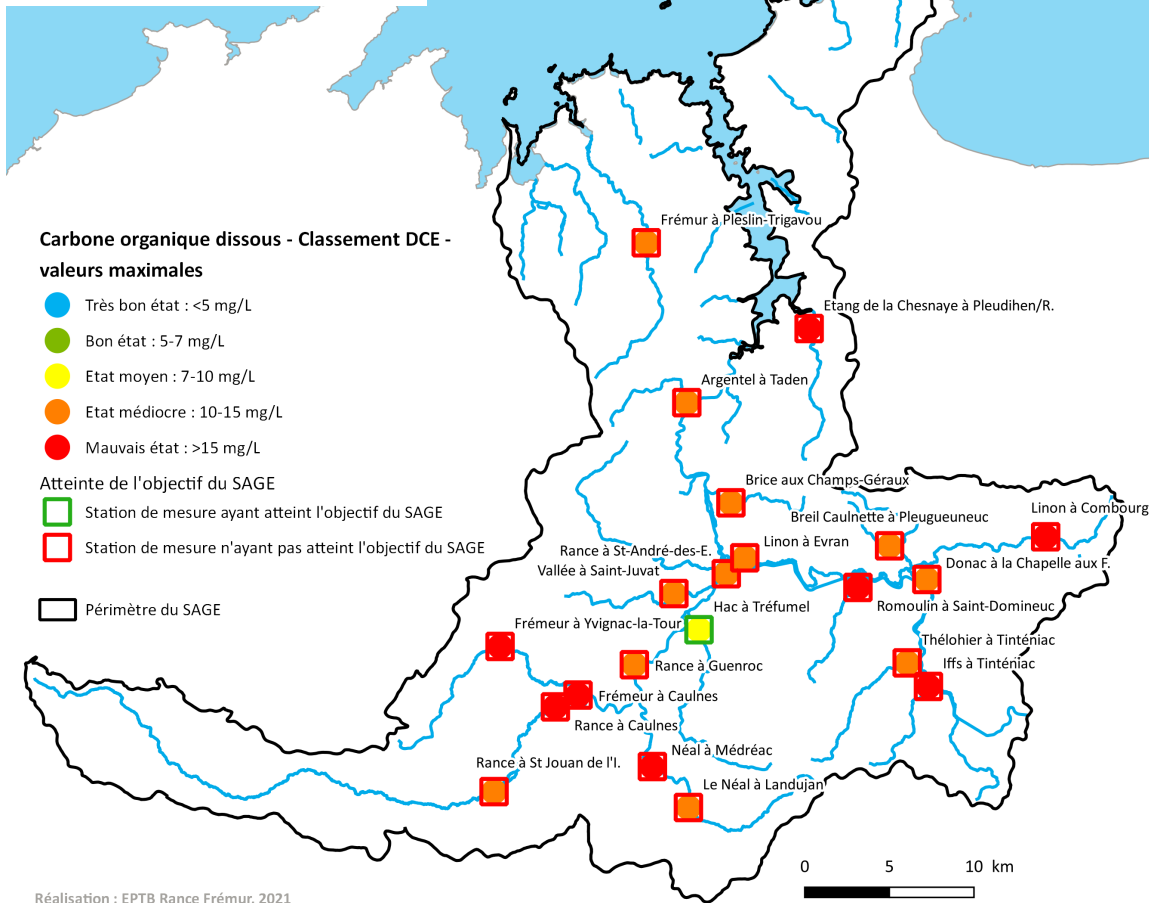 Frémur à Pleslin-Trigavou
Carbone organique dissous - Classement DCE -
valeurs maximales
Très bon état : <5 mg/L
Bon état : 5-7 mg/L
Etat moyen : 7-10 mg/L
Etat médiocre : 10-15 mg/L
Mauvais état : >15 mg/L
Atteinte de l'objectif du SAGE
Station de mesure ayant atteint l'objectif du SAGE
Station de mesure n'ayant pas atteint l'objectif du SAGE
Périmètre du SAGE
Etang de la Chesnaye à Pleudihen/R.
Argentel à Taden
Brice aux Champs-Géraux
Breil Caulnette à Pleugueuneuc
Linon à Combourg
Linon à Evran
Rance à St-André-des-E.
Donac à la Chapelle aux F.
Vallée à Saint-Juvat
Hac à Tréfumel
Romoulin à Saint-Domineuc
Frémeur à Yvignac-la-Tour
Thélohier à Tinténiac
Iffs à Tinténiac
Rance à Guenroc
Frémeur à Caulnes
Rance à Caulnes
Néal à Médréac
Rance à St Jouan de l'I.
Le Néal à Landujan
0 5 10 km
Réalisation : EPTB Rance Frémur, 2021